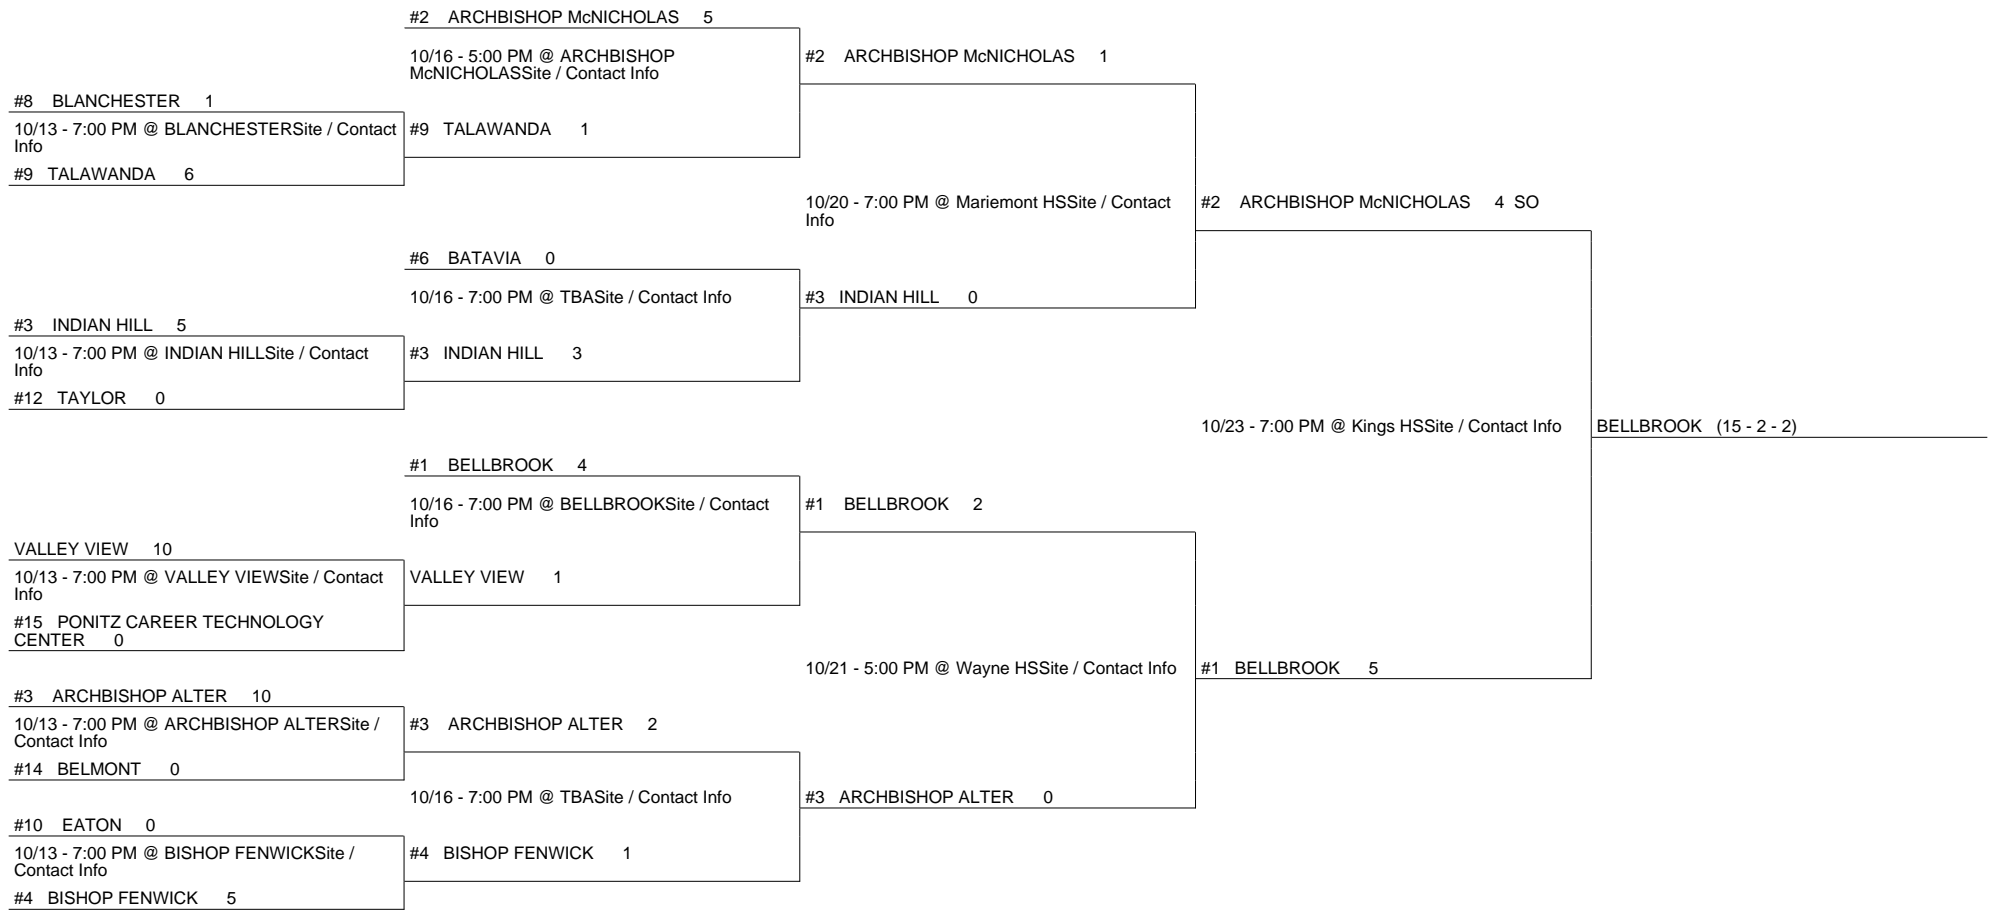 #2 ARCHBISHOP McNICHOLAS 5
10/16 - 5:00 PM @ ARCHBISHOP
McNICHOLASSite / Contact Info
#2 ARCHBISHOP McNICHOLAS 1
#8 BLANCHESTER 1
10/13 - 7:00 PM @ BLANCHESTERSite / Contact
Info
#9 TALAWANDA 1
#9 TALAWANDA 6
10/20 - 7:00 PM @ Mariemont HSSite / Contact
Info
#2 ARCHBISHOP McNICHOLAS 4 SO
#6 BATAVIA 0
10/16 - 7:00 PM @ TBASite / Contact Info
#3 INDIAN HILL 0
#3 INDIAN HILL 5
10/13 - 7:00 PM @ INDIAN HILLSite / Contact
Info
#3 INDIAN HILL 3
#12 TAYLOR 0
10/23 - 7:00 PM @ Kings HSSite / Contact Info
BELLBROOK (15 - 2 - 2)
#1 BELLBROOK 4
10/16 - 7:00 PM @ BELLBROOKSite / Contact
Info
#1 BELLBROOK 2
VALLEY VIEW 10
10/13 - 7:00 PM @ VALLEY VIEWSite / Contact
Info
VALLEY VIEW 1
#15 PONITZ CAREER TECHNOLOGY
CENTER 0
10/21 - 5:00 PM @ Wayne HSSite / Contact Info
#1 BELLBROOK 5
#3 ARCHBISHOP ALTER 10
10/13 - 7:00 PM @ ARCHBISHOP ALTERSite /
Contact Info
#3 ARCHBISHOP ALTER 2
#14 BELMONT 0
10/16 - 7:00 PM @ TBASite / Contact Info
#3 ARCHBISHOP ALTER 0
#10 EATON 0
10/13 - 7:00 PM @ BISHOP FENWICKSite /
Contact Info
#4 BISHOP FENWICK 1
#4 BISHOP FENWICK 5